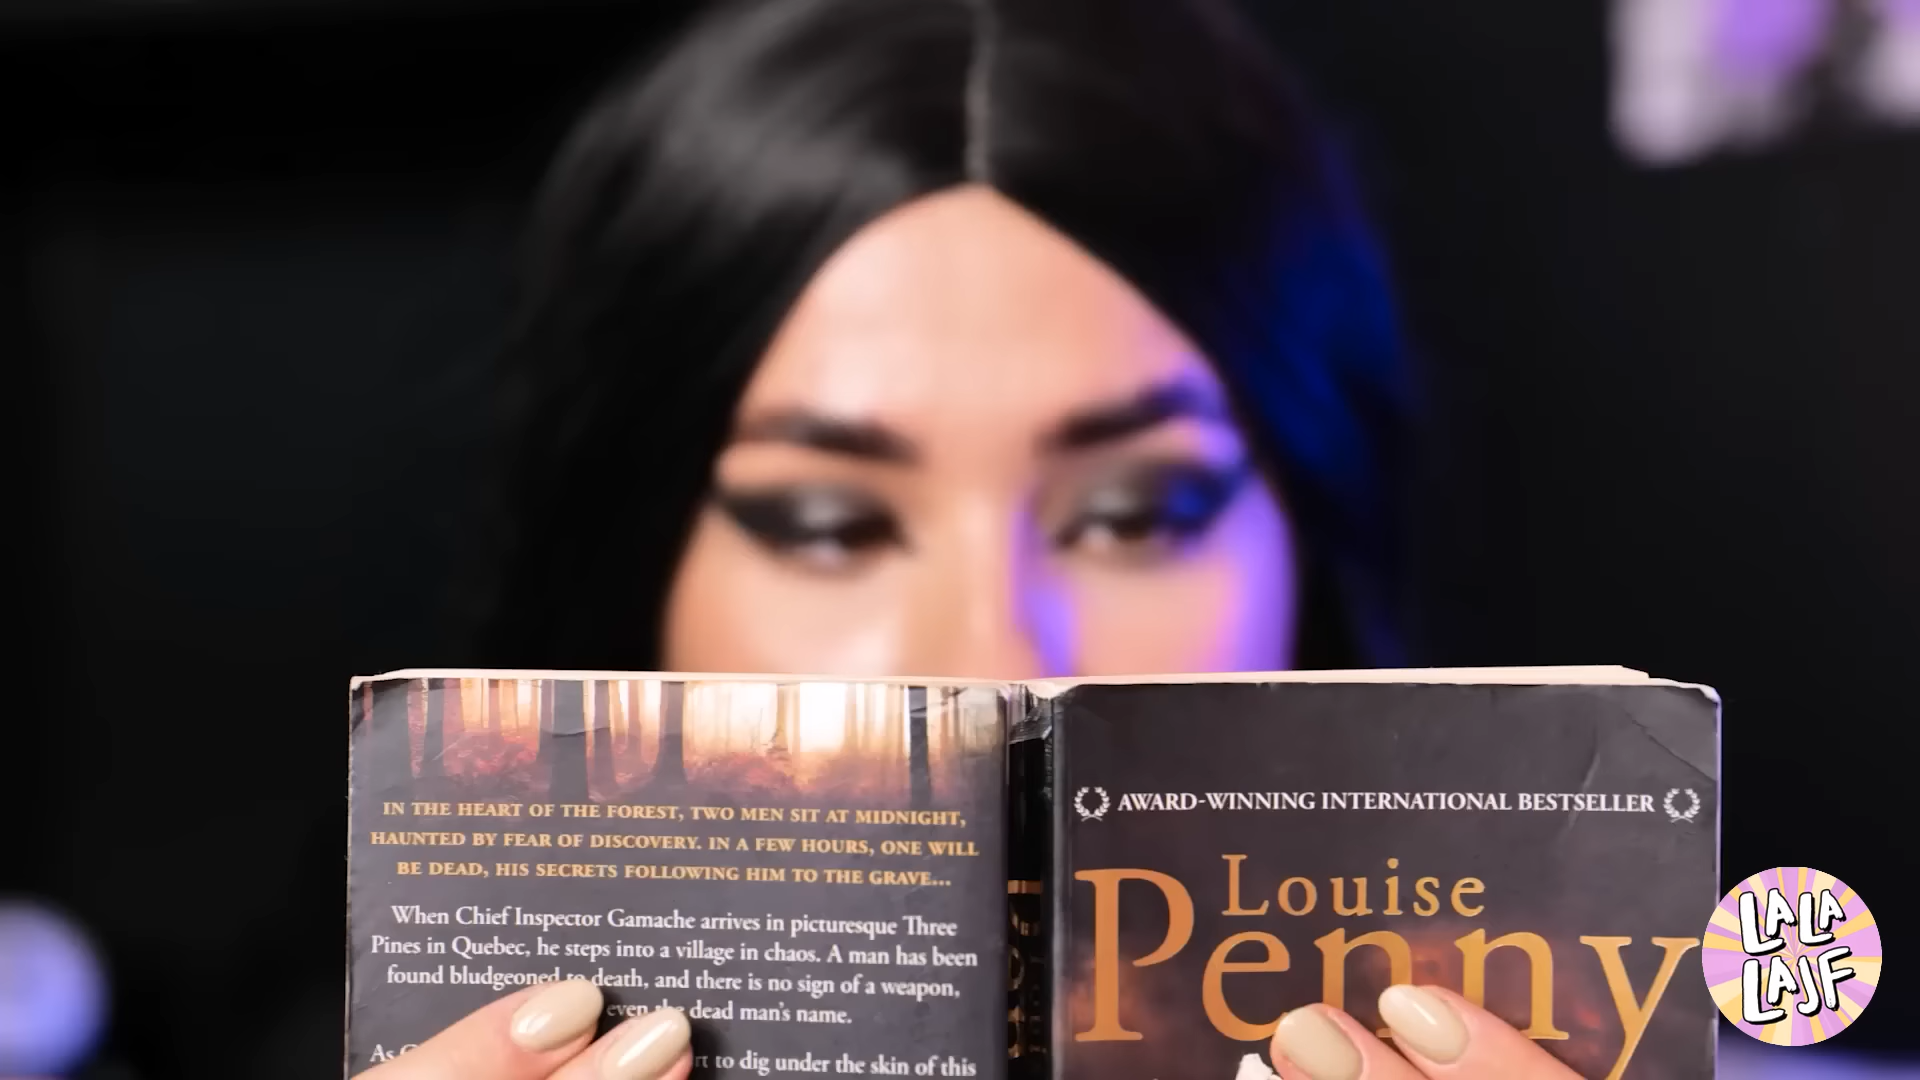 IN THE HEART OF THE FOREST, TWO MEN SIT AT MIDNIGHT,
HAUNTED BY FEAR OF DISCOVERY. IN A FEW HOURS, ONE WILL
BE DEAD, HIS SECRETS FOLLOWING HIM TO THE GRAVE...
When Chief Inspector Gamache arrives in picturesque Three
Pines in Quebec, he steps into a village in chaos. A man has been
found bludgeoned to death, and there is no sign of a weapon,
even the dead man's name.
As
to dig under the skin of this
AWARD-WINNING INTERNATIONAL BESTSELLER
Louise
Penny
LALA
LAJF